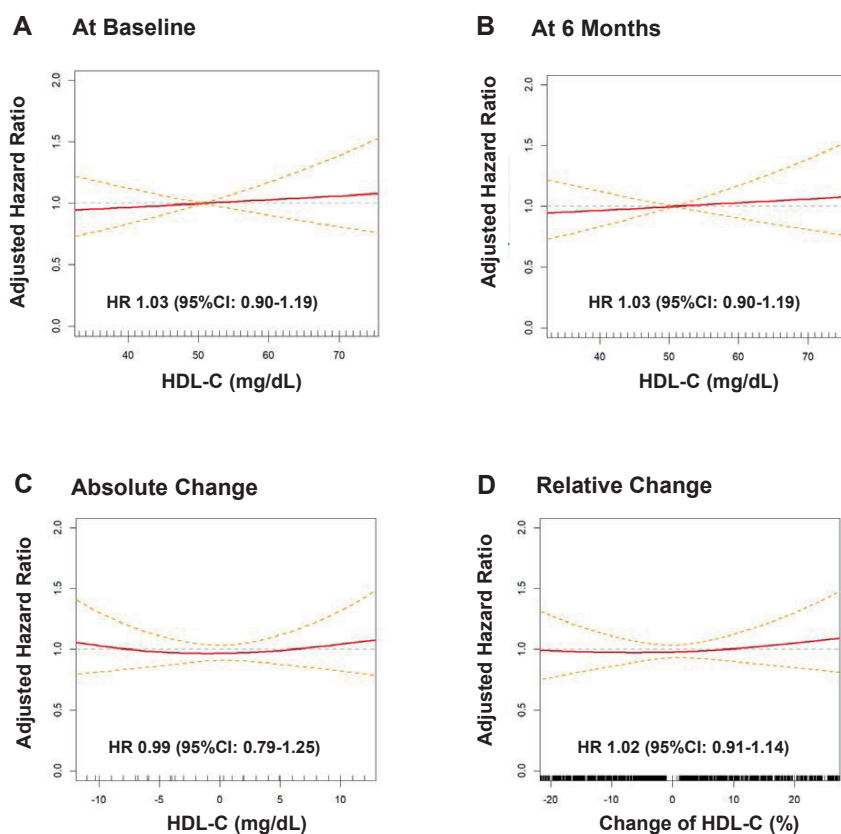 A At Baseline
Adjusted Hazard Ratio
2.0
1.5
1.0
0.5
0.0
HR 1.03 (95%CI: 0.90-1.19)
40 50 60 70
HDL-C (mg/dL)
B At 6 Months
Adjusted Hazard Ratio
2.0
1.5
1.0
0.5
0.0
HR 1.03 (95%CI: 0.90-1.19)
40 50 60 70
HDL-C (mg/dL)
C Absolute Change
Adjusted Hazard Ratio
2.0
1.5
1.0
0.5
0.0
HR 0.99 (95%CI: 0.79-1.25)
-10 -5 0 5 10
HDL-C (mg/dL)
D Relative Change
Adjusted Hazard Ratio
2.0
1.5
1.0
0.5
0.0
HR 1.02 (95%CI: 0.91-1.14)
-20 -10 0 10 20
Change of HDL-C (%)